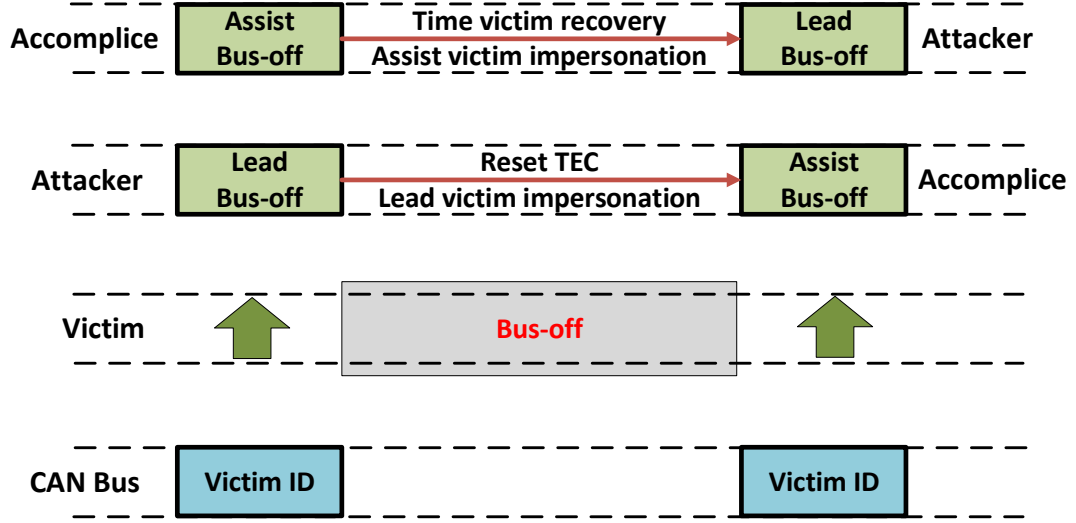 Accomplice
Assist
Bus-off
Time victim recovery
Assist victim impersonation
Lead
Bus-off
Attacker
Attacker
Lead
Bus-off
Reset TEC
Lead victim impersonation
Assist
Bus-off
Accomplice
Victim
Bus-off
CAN Bus
Victim ID
Victim ID